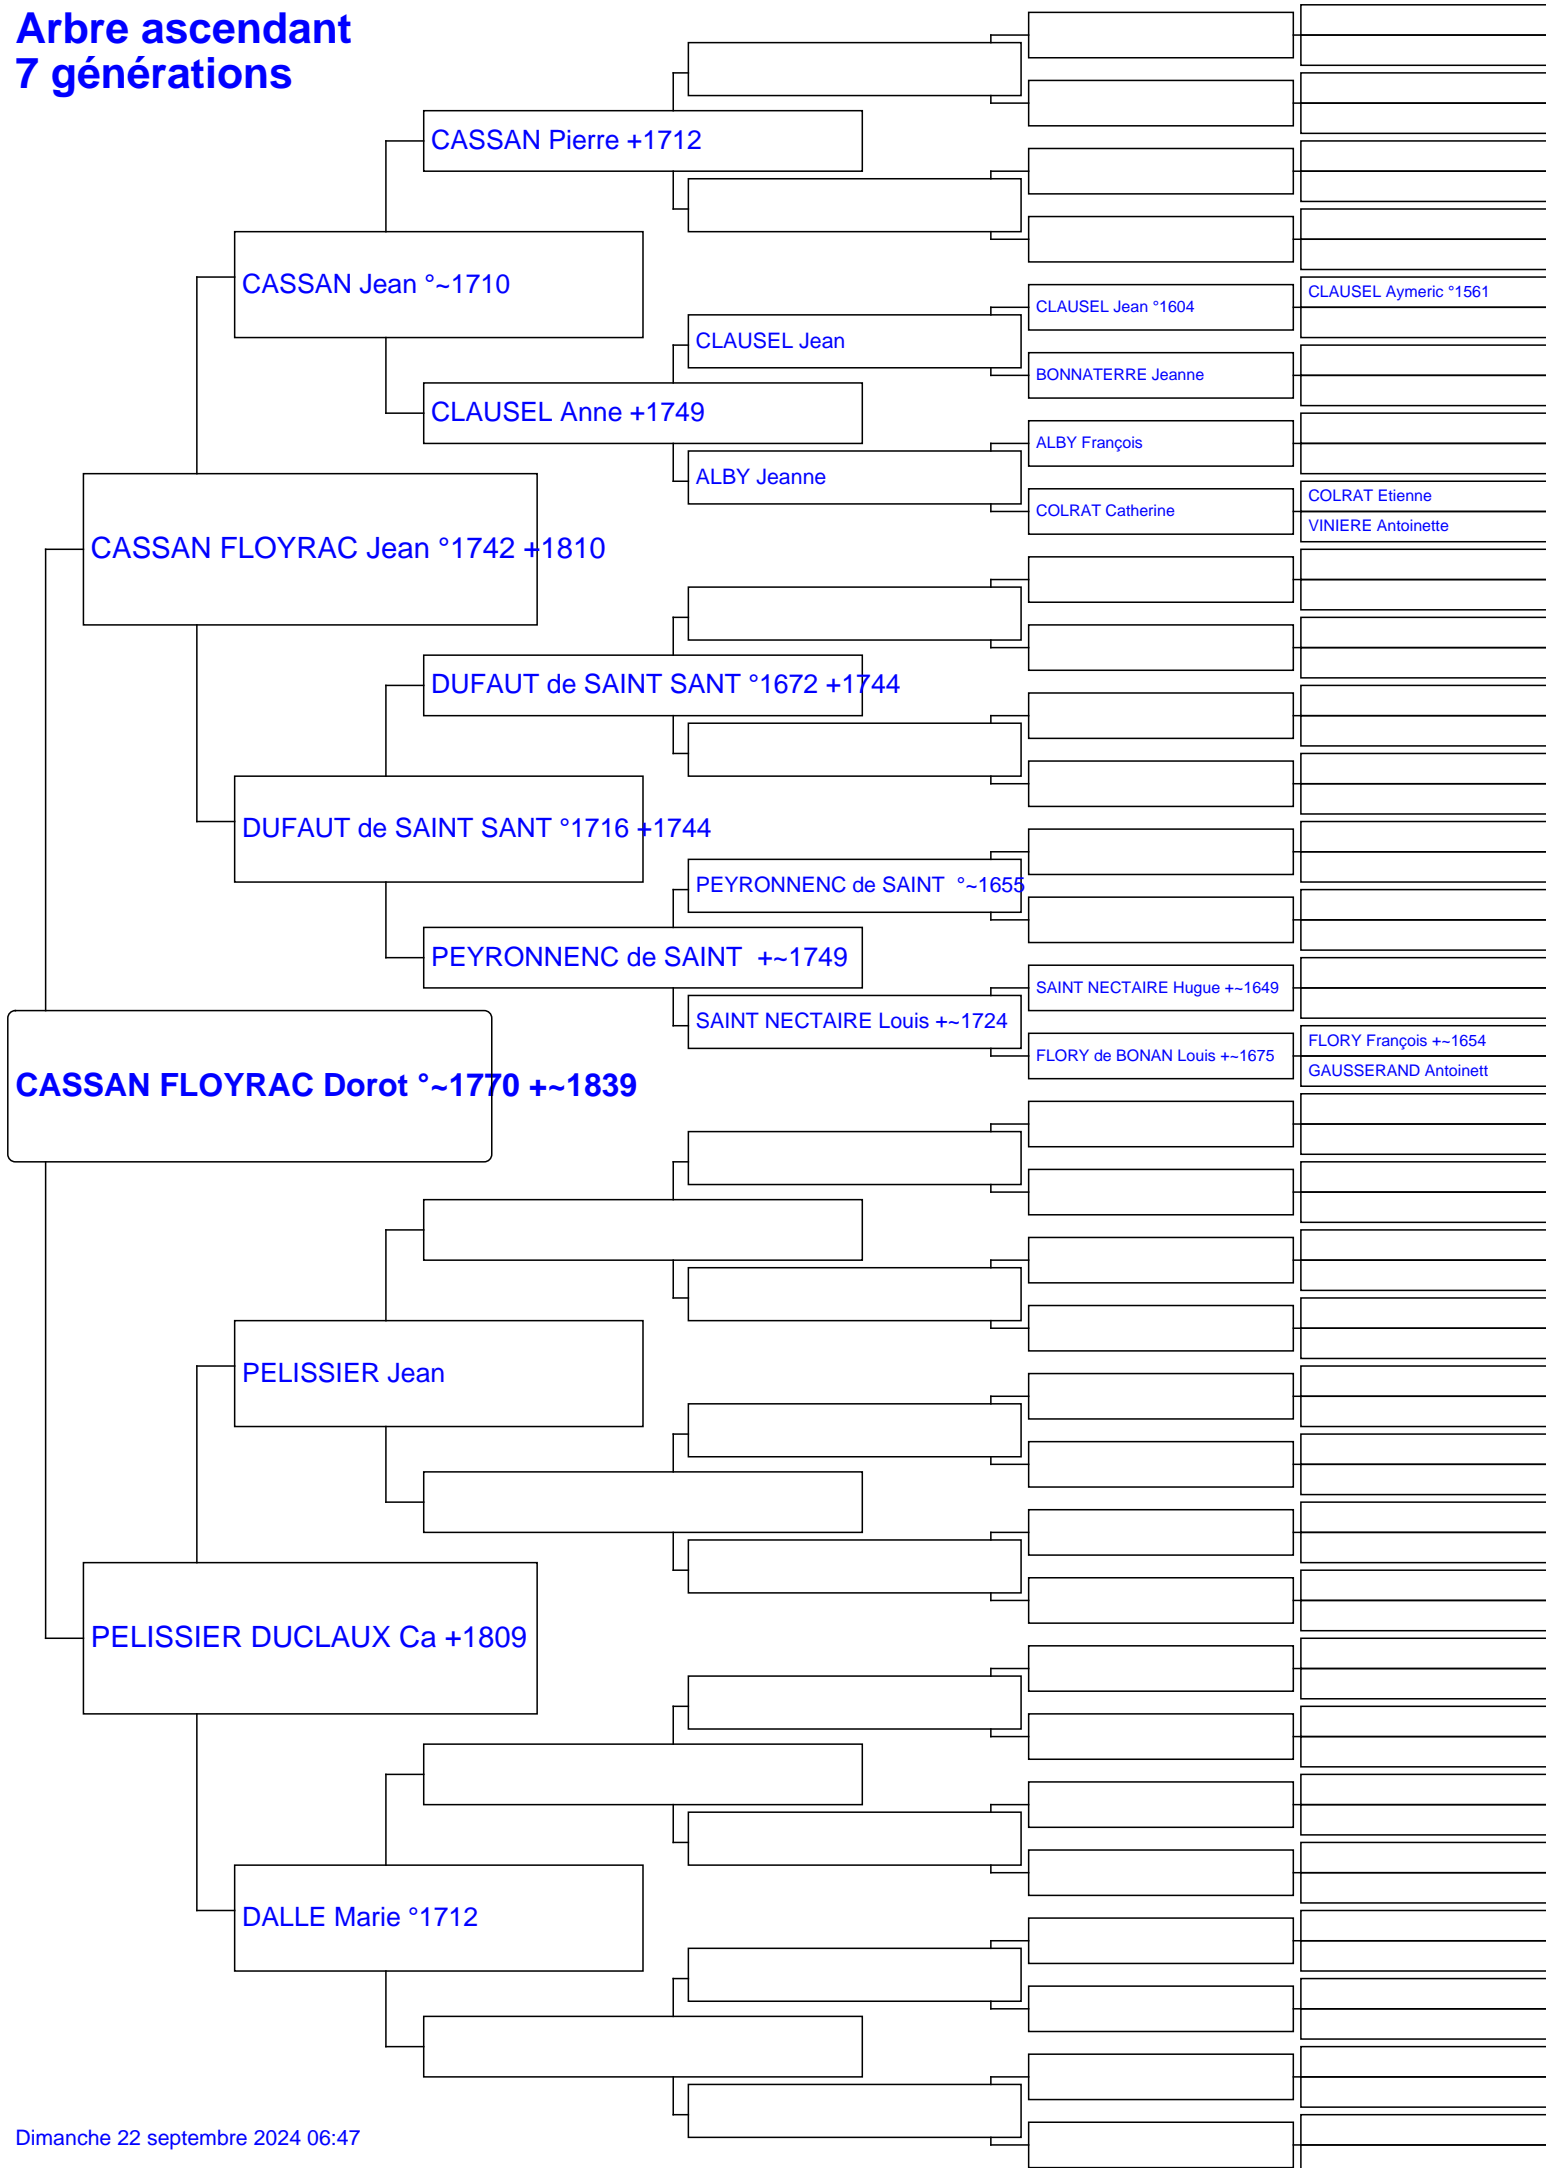 Arbre ascendant
7 générations
CASSAN Pierre +1712
CASSAN Jean °~1710
CLAUSEL Jean °1604
CLAUSEL Aymeric °1561
CLAUSEL Jean
BONNATERRE Jeanne
CLAUSEL Anne +1749
ALBY François
ALBY Jeanne
COLRAT Etienne
COLRAT Catherine
VINIERE Antoinette
CASSAN FLOYRAC Jean °1742 +1810
DUFAUT de SAINT SANT °1672 +1744
DUFAUT de SAINT SANT °1716 +1744
PEYRONNENC de SAINT  °~1655
PEYRONNENC de SAINT  +~1749
SAINT NECTAIRE Hugue +~1649
SAINT NECTAIRE Louis +~1724
FLORY François +~1654
FLORY de BONAN Louis +~1675
GAUSSERAND Antoinett
CASSAN FLOYRAC Dorot °~1770 +~1839
PELISSIER Jean
PELISSIER DUCLAUX Ca +1809
DALLE Marie °1712
Dimanche 22 septembre 2024 06:47